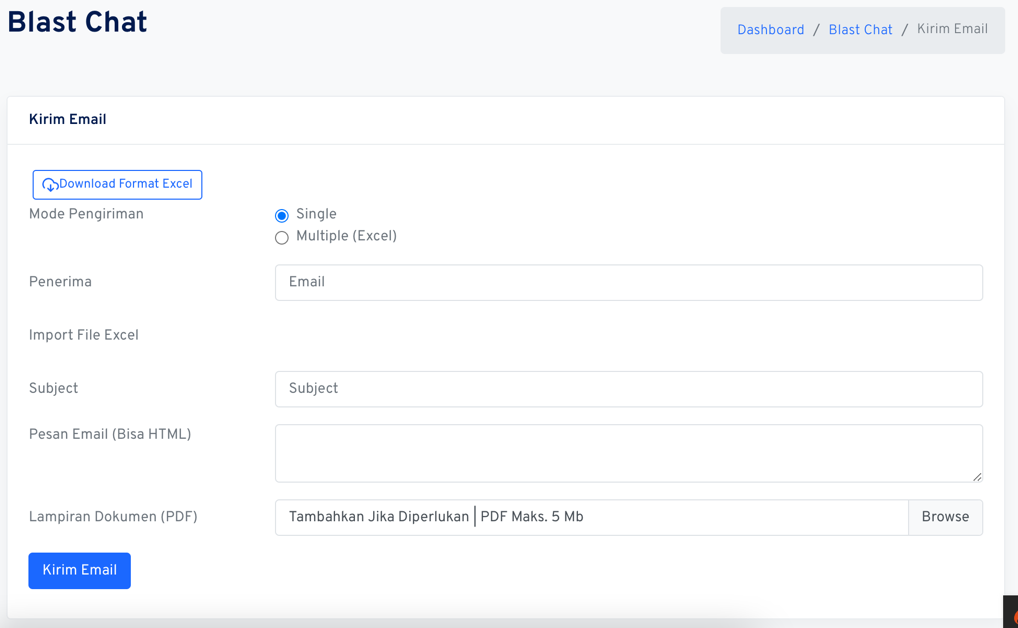 Blast Chat
Dashboard / Blast Chat / Kirim Email
Kirim Email
Download Format Excel
Mode Pengiriman
Single
Multiple (Excel)
Penerima
Email
Import File Excel
Subject
Subject
Pesan Email (Bisa HTML)
Lampiran Dokumen (PDF)
Tambahkan Jika Diperlukan | PDF Maks. 5 Mb
Browse
Kirim Email